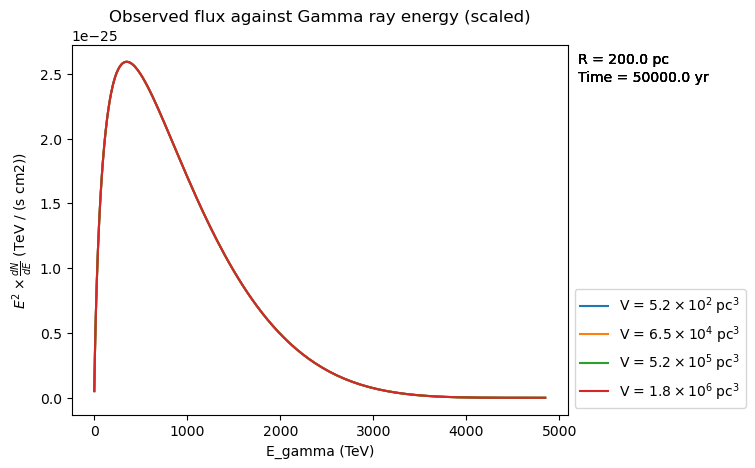 Observed flux against Gamma ray energy (scaled)
1e−25
R = 200.0 pc
Time = 50000.0 yr
2.5
2.0
1.5
1.0
0.5
0.0
E² × dN/dE (TeV / (s cm2))
V = 5.2 × 10² pc³
V = 6.5 × 10⁴ pc³
V = 5.2 × 10⁵ pc³
V = 1.8 × 10⁶ pc³
0 1000 2000 3000 4000 5000
E_gamma (TeV)